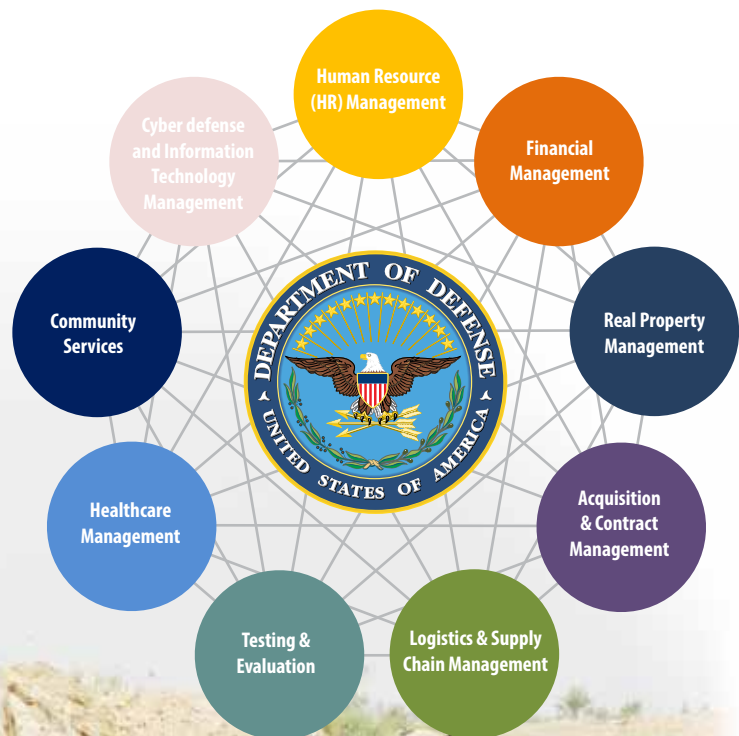 Human Resource
(HR) Management
Cyber defense
and Information
Technology
Management
Financial
Management
DEPARTMENT OF DEFENSE
UNITED STATES OF AMERICA
Community
Services
Real Property
Management
Healthcare
Management
Acquisition
& Contract
Management
Testing &
Evaluation
Logistics & Supply
Chain Management